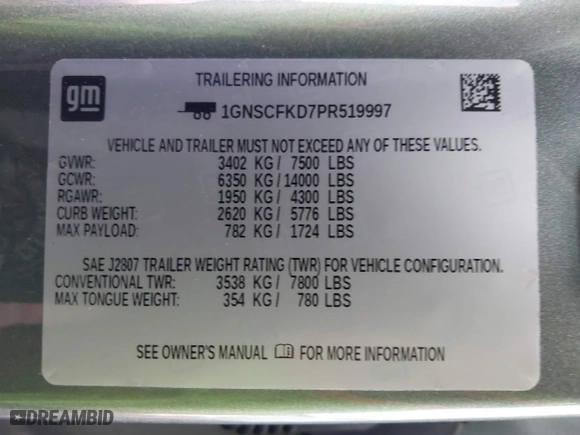 gm
TRAILERING INFORMATION
1GNSCFKD7PR519997
VEHICLE AND TRAILER MUST NOT EXCEED ANY OF THESE VALUES.
GVWR: 3402 KG / 7500 LBS
GCWR: 6350 KG / 14000 LBS
RGAWR: 1950 KG / 4300 LBS
CURB WEIGHT: 2620 KG / 5776 LBS
MAX PAYLOAD: 782 KG / 1724 LBS
SAE J2807 TRAILER WEIGHT RATING (TWR) FOR VEHICLE CONFIGURATION.
CONVENTIONAL TWR: 3538 KG / 7800 LBS
MAX TONGUE WEIGHT: 354 KG / 780 LBS
SEE OWNER'S MANUAL FOR MORE INFORMATION
DREAMBID